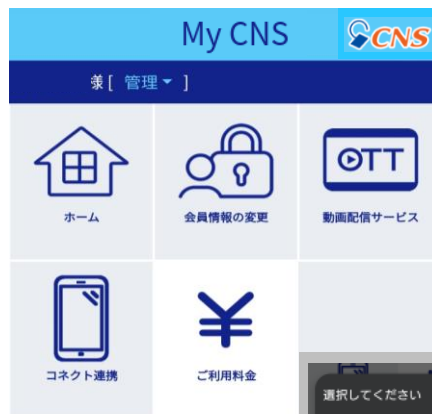 My CNS
CNS
様[ 管理 ]
ホーム
会員情報の変更
OTT
動画配信サービス
コネクト連携
ご利用料金
選択してください